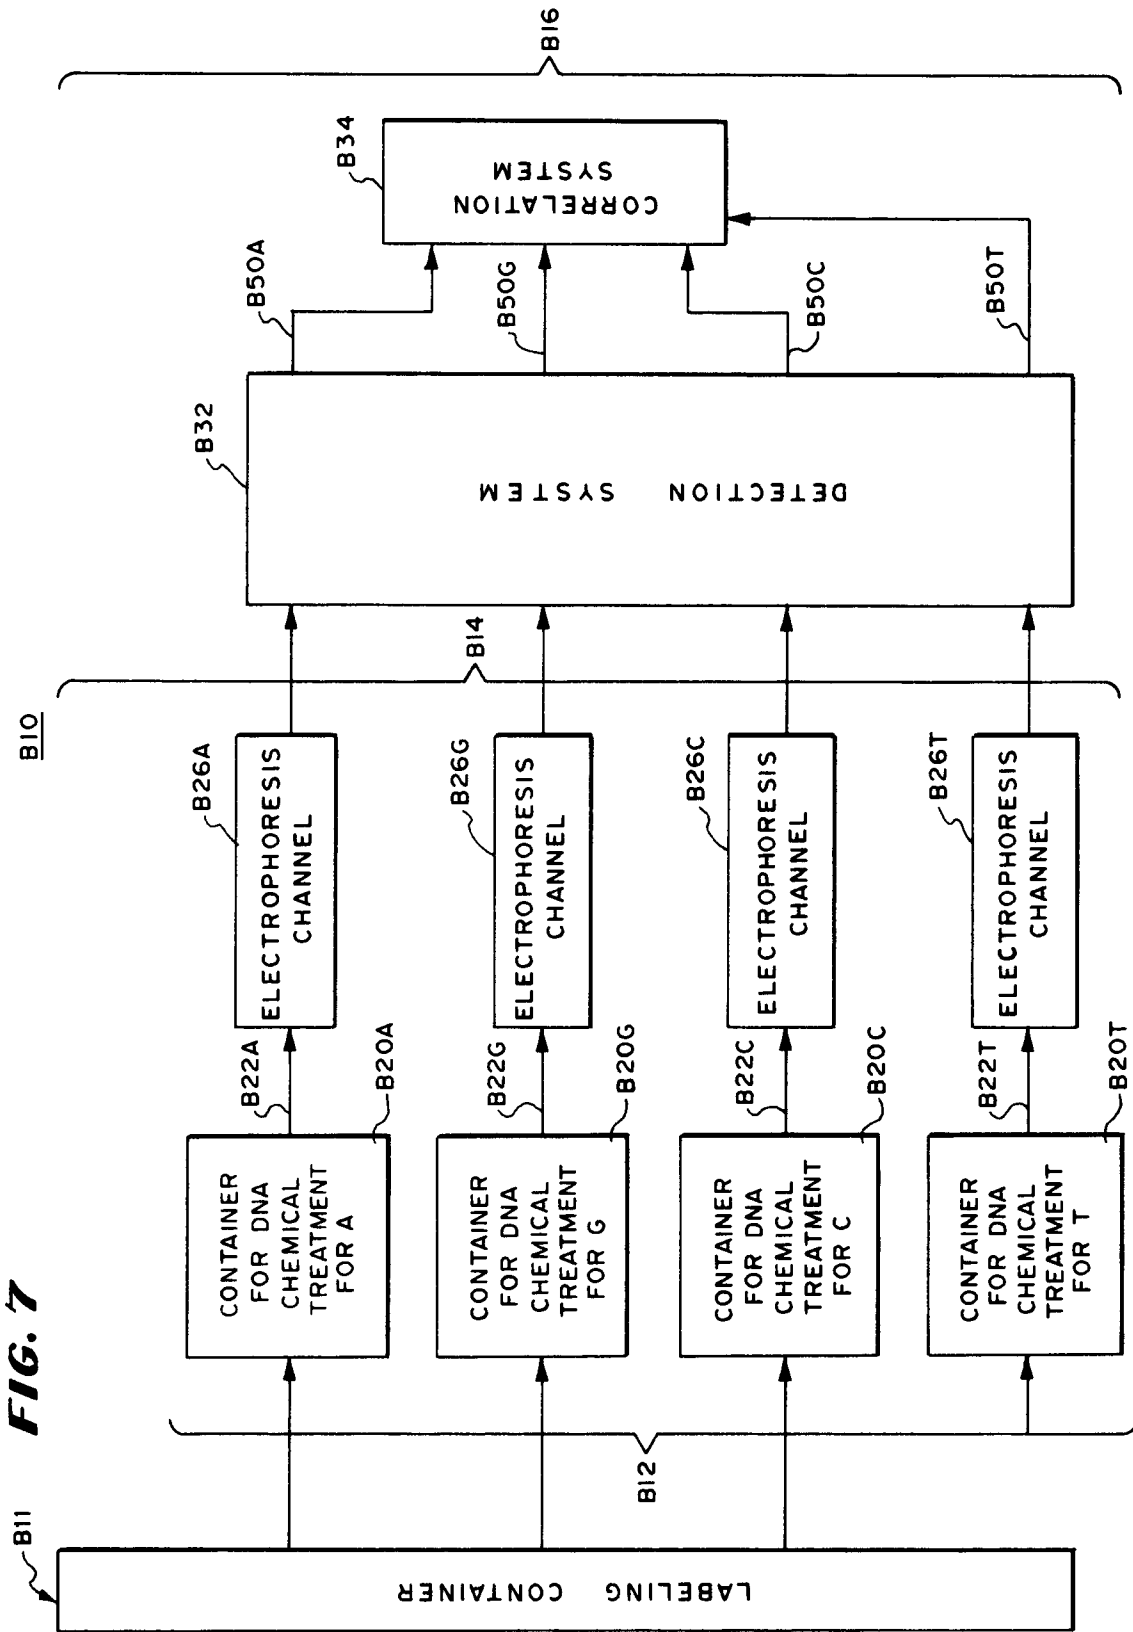 FIG. 7
B10
B11
LABELING CONTAINER
B12
CONTAINER
FOR DNA
CHEMICAL
TREATMENT
FOR A
B20A
B22A
ELECTROPHORESIS
CHANNEL
B26A
CONTAINER
FOR DNA
CHEMICAL
TREATMENT
FOR G
B20G
B22G
ELECTROPHORESIS
CHANNEL
B26G
CONTAINER
FOR DNA
CHEMICAL
TREATMENT
FOR C
B20C
B22C
ELECTROPHORESIS
CHANNEL
B26C
CONTAINER
FOR DNA
CHEMICAL
TREATMENT
FOR T
B20T
B22T
ELECTROPHORESIS
CHANNEL
B26T
B14
B32
DETECTION SYSTEM
B50A
B50G
B50C
B50T
B34
CORRELATION
SYSTEM
B16